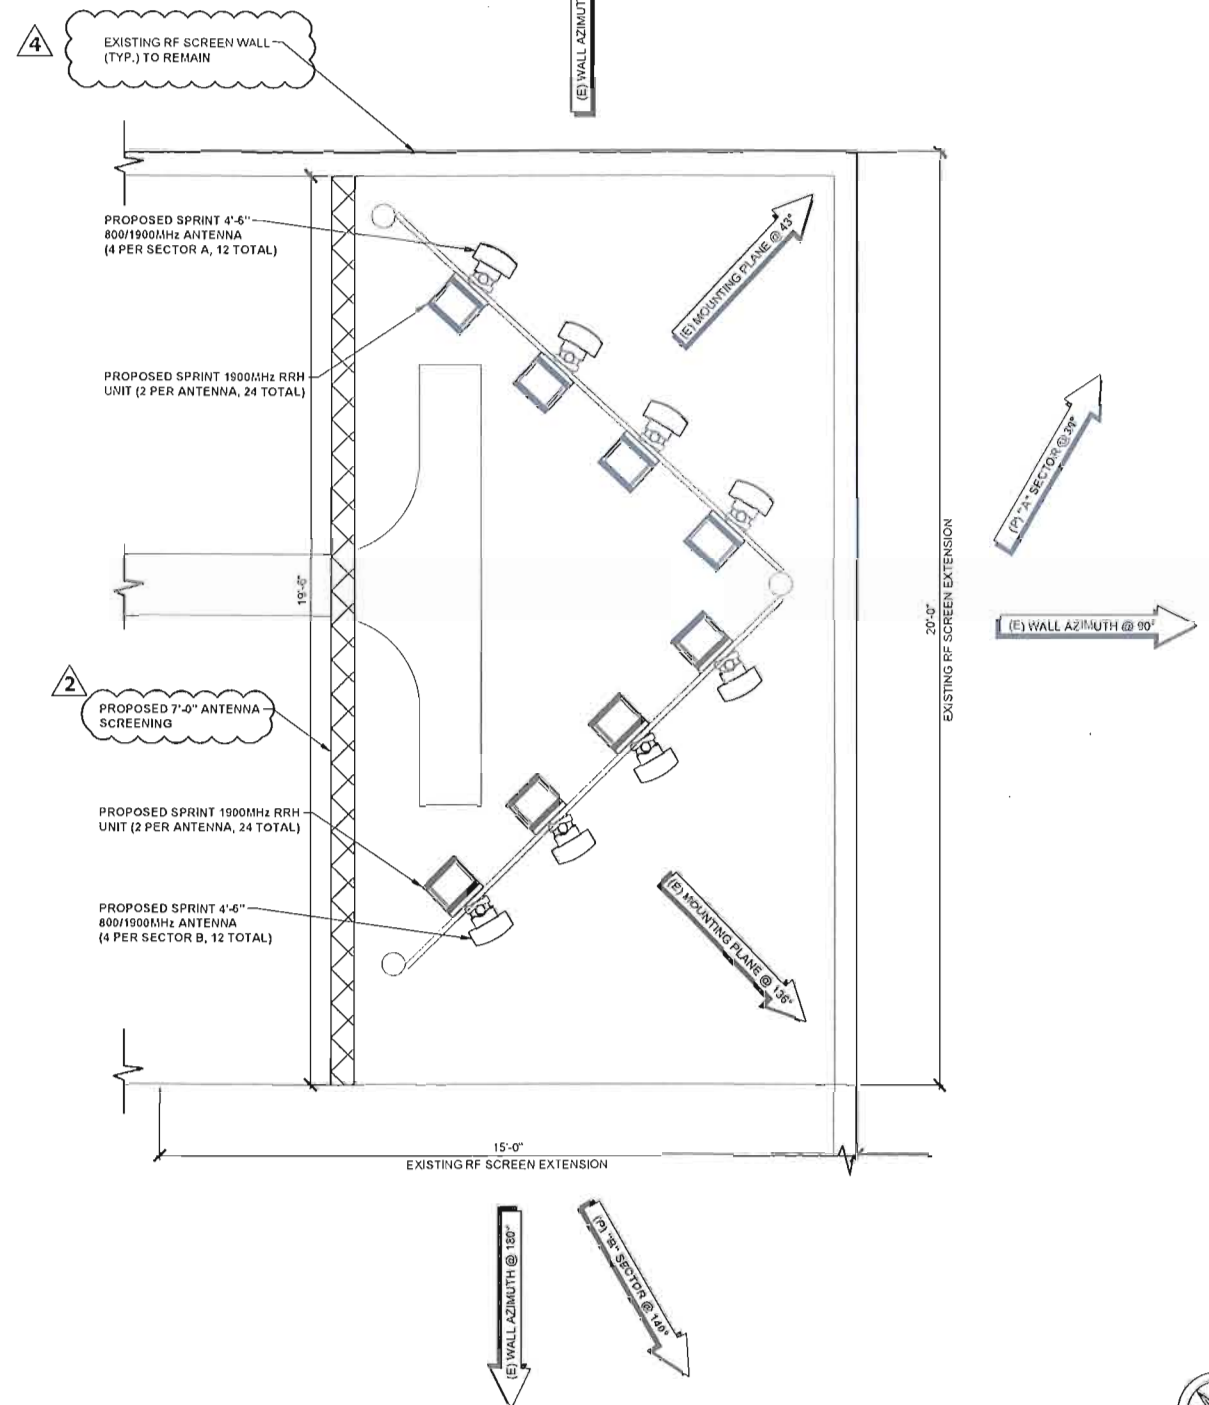 4
EXISTING RF SCREEN WALL
(TYP.) TO REMAIN
(E) WALL AZIMUT
PROPOSED SPRINT 4'-6"
800/1900MHz ANTENNA
(4 PER SECTOR A, 12 TOTAL)
(E) MOUNTING PLANE @ 43°
PROPOSED SPRINT 1900MHz RRH
UNIT (2 PER ANTENNA, 24 TOTAL)
(P) "A" SECTOR @ 39°
19'-6"
20'-0"
EXISTING RF SCREEN EXTENSION
(E) WALL AZIMUTH @ 90°
2
PROPOSED 7'-0" ANTENNA
SCREENING
PROPOSED SPRINT 1900MHz RRH
UNIT (2 PER ANTENNA, 24 TOTAL)
PROPOSED SPRINT 4'-6"
800/1900MHz ANTENNA
(4 PER SECTOR B, 12 TOTAL)
(E) MOUNTING PLANE @ 136°
15'-0"
EXISTING RF SCREEN EXTENSION
(E) WALL AZIMUTH @ 180°
(P) "B" SECTOR @ 140°